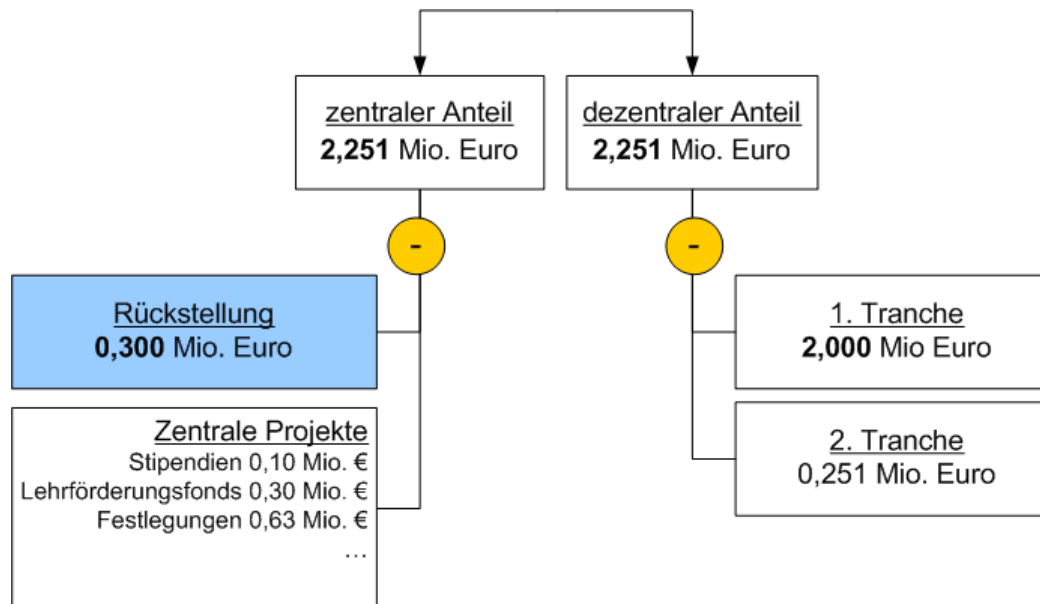 zentraler Anteil
2,251 Mio. Euro
dezentraler Anteil
2,251 Mio. Euro
-
-
Rückstellung
0,300 Mio. Euro
1. Tranche
2,000 Mio Euro
Zentrale Projekte
Stipendien 0,10 Mio. €
Lehrförderungsfonds 0,30 Mio. €
Festlegungen 0,63 Mio. €
...
2. Tranche
0,251 Mio. Euro